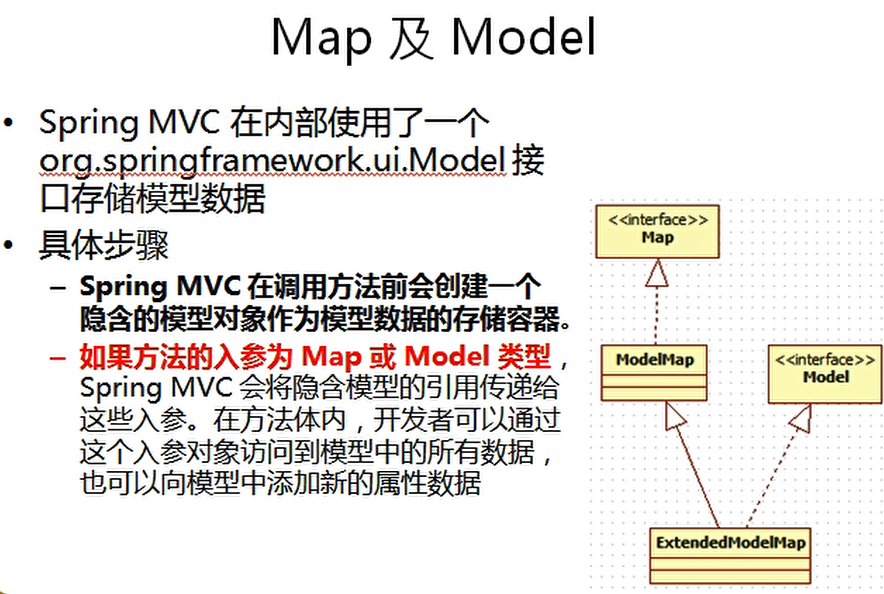 Map 及 Model
• Spring MVC 在内部使用了一个
org.springframework.ui.Model 接
口存储模型数据
• 具体步骤
– Spring MVC 在调用方法前会创建一个
隐含的模型对象作为模型数据的存储容器。
– 如果方法的入参为 Map 或 Model 类型，
Spring MVC 会将隐含模型的引用传递给
这些入参。在方法体内，开发者可以通过
这个入参对象访问到模型中的所有数据，
也可以向模型中添加新的属性数据
<<interface>>
Map
ModelMap
<<interface>>
Model
ExtendedModelMap